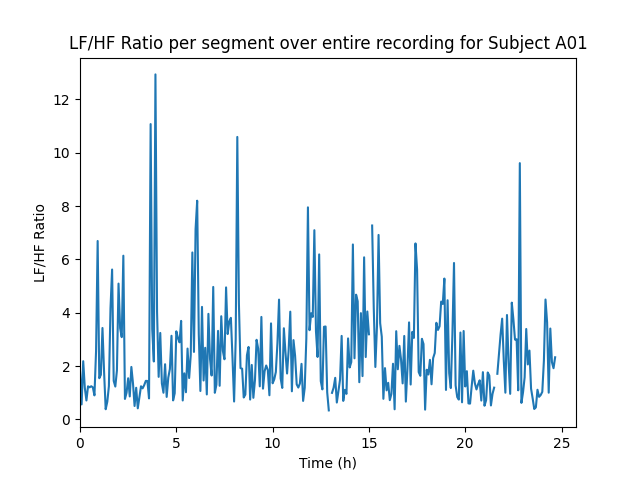 LF/HF Ratio per segment over entire recording for Subject A01
12
10
8
6
4
2
0
LF/HF Ratio
0 5 10 15 20 25
Time (h)